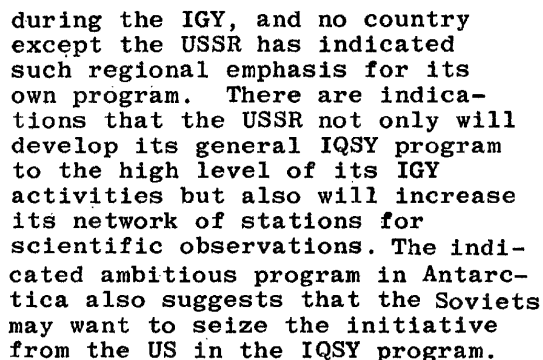 during the IGY, and no country
except the USSR has indicated
such regional emphasis for its
own program. There are indica-
tions that the USSR not only will
develop its general IQSY program
to the high level of its IGY
activities but also will increase
its network of stations for
scientific observations. The indi-
cated ambitious program in Antarc-
tica also suggests that the Soviets
may want to seize the initiative
from the US in the IQSY program.